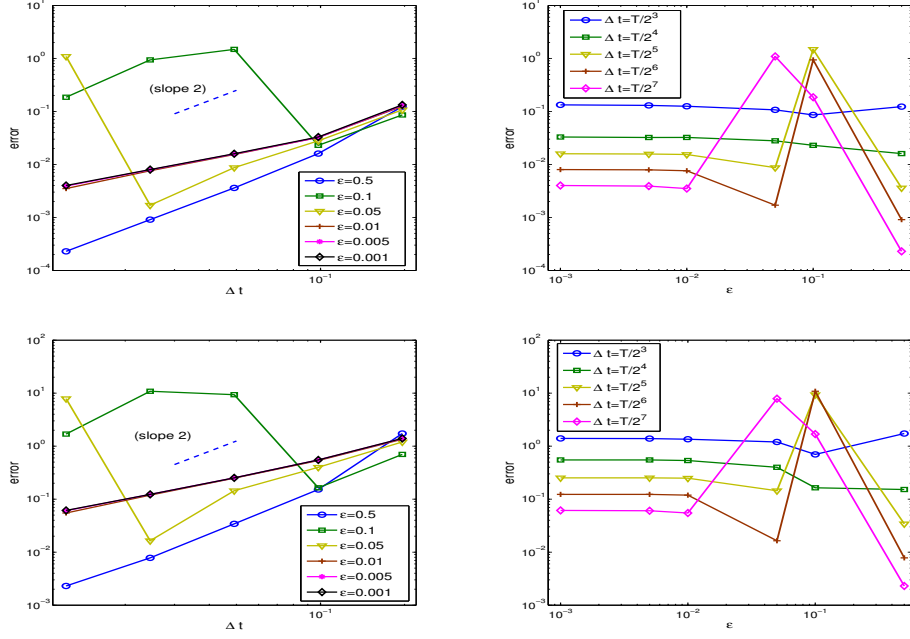 10^2
10^1
10^0
10^-1
10^-2
10^-3
10^-4
error
(slope 2)
ε=0.5
ε=0.1
ε=0.05
ε=0.01
ε=0.005
ε=0.001
10^-1
Δ t
10^1
10^0
10^-1
10^-2
10^-3
10^-4
error
Δ t=T/2^3
Δ t=T/2^4
Δ t=T/2^5
Δ t=T/2^6
Δ t=T/2^7
10^-3
10^-2
10^-1
ε
10^2
10^1
10^0
10^-1
10^-2
10^-3
error
(slope 2)
ε=0.5
ε=0.1
ε=0.05
ε=0.01
ε=0.005
ε=0.001
10^-1
Δ t
10^2
10^1
10^0
10^-1
10^-2
10^-3
error
Δ t=T/2^3
Δ t=T/2^4
Δ t=T/2^5
Δ t=T/2^6
Δ t=T/2^7
10^-3
10^-2
10^-1
ε